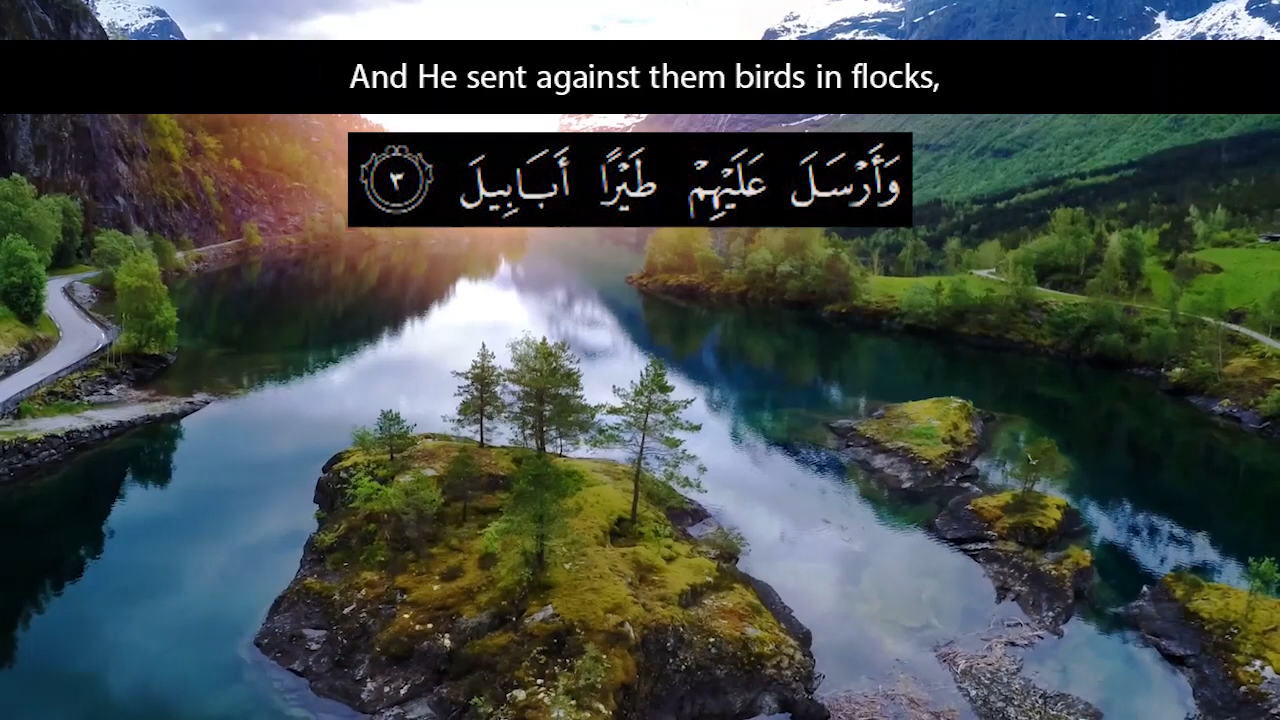 And He sent against them birds in flocks,
وَأَرْسَلَ عَلَيْهِمْ طَيْرًا أَبَابِيلَ ٣